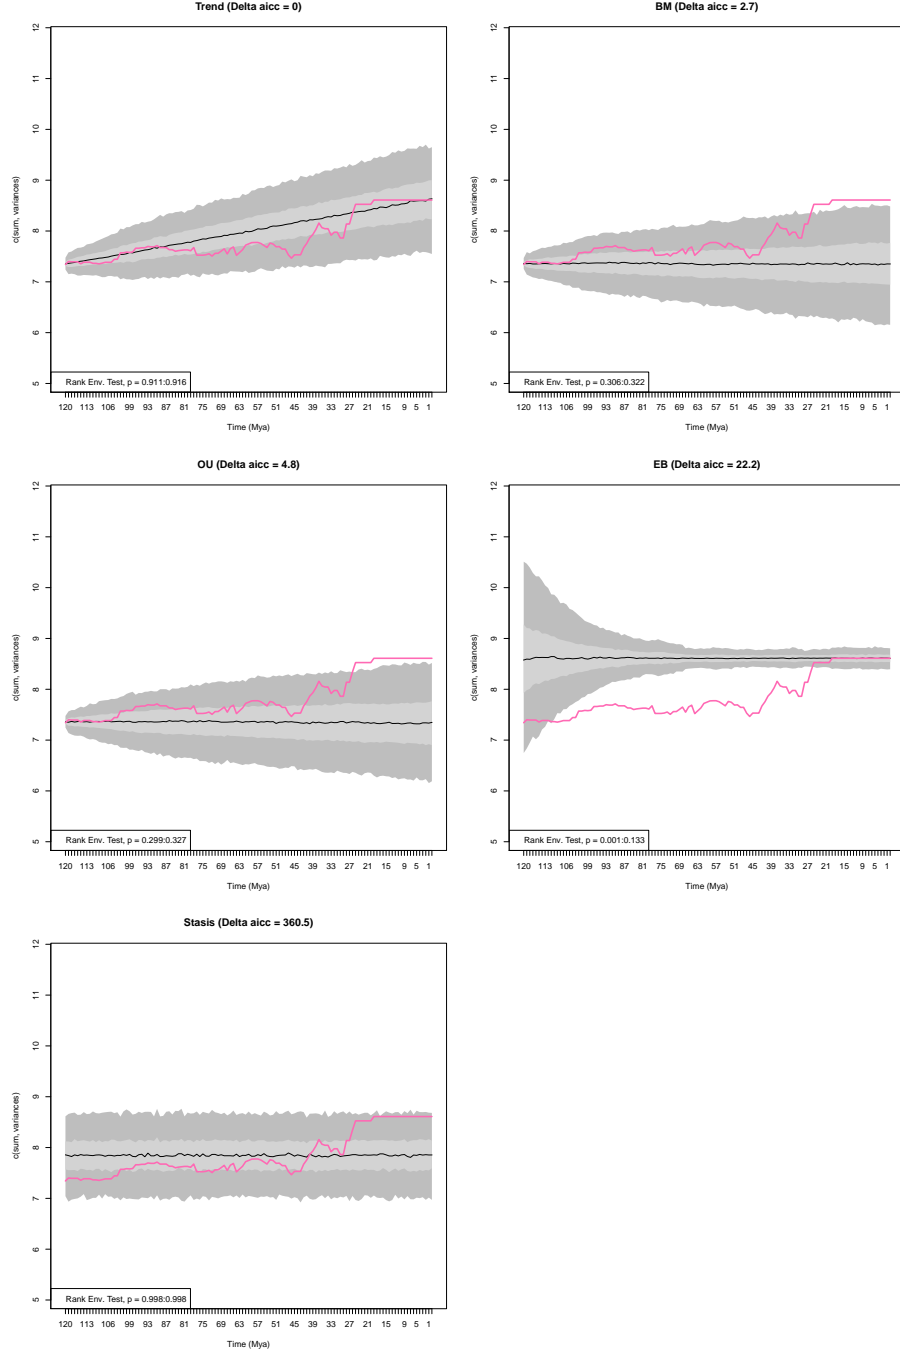 Trend (Delta aicc = 0)
c(sum, variances)
12
11
10
9
8
7
6
5
Rank Env. Test, p = 0.911:0.916
120 113 106 99 93 87 81 75 69 63 57 51 45 39 33 27 21 15 9 5 1
Time (Mya)
BM (Delta aicc = 2.7)
c(sum, variances)
12
11
10
9
8
7
6
5
Rank Env. Test, p = 0.306:0.322
120 113 106 99 93 87 81 75 69 63 57 51 45 39 33 27 21 15 9 5 1
Time (Mya)
OU (Delta aicc = 4.8)
c(sum, variances)
12
11
10
9
8
7
6
5
Rank Env. Test, p = 0.299:0.327
120 113 106 99 93 87 81 75 69 63 57 51 45 39 33 27 21 15 9 5 1
Time (Mya)
EB (Delta aicc = 22.2)
c(sum, variances)
12
11
10
9
8
7
6
5
Rank Env. Test, p = 0.001:0.133
120 113 106 99 93 87 81 75 69 63 57 51 45 39 33 27 21 15 9 5 1
Time (Mya)
Stasis (Delta aicc = 360.5)
c(sum, variances)
12
11
10
9
8
7
6
5
Rank Env. Test, p = 0.998:0.998
120 113 106 99 93 87 81 75 69 63 57 51 45 39 33 27 21 15 9 5 1
Time (Mya)